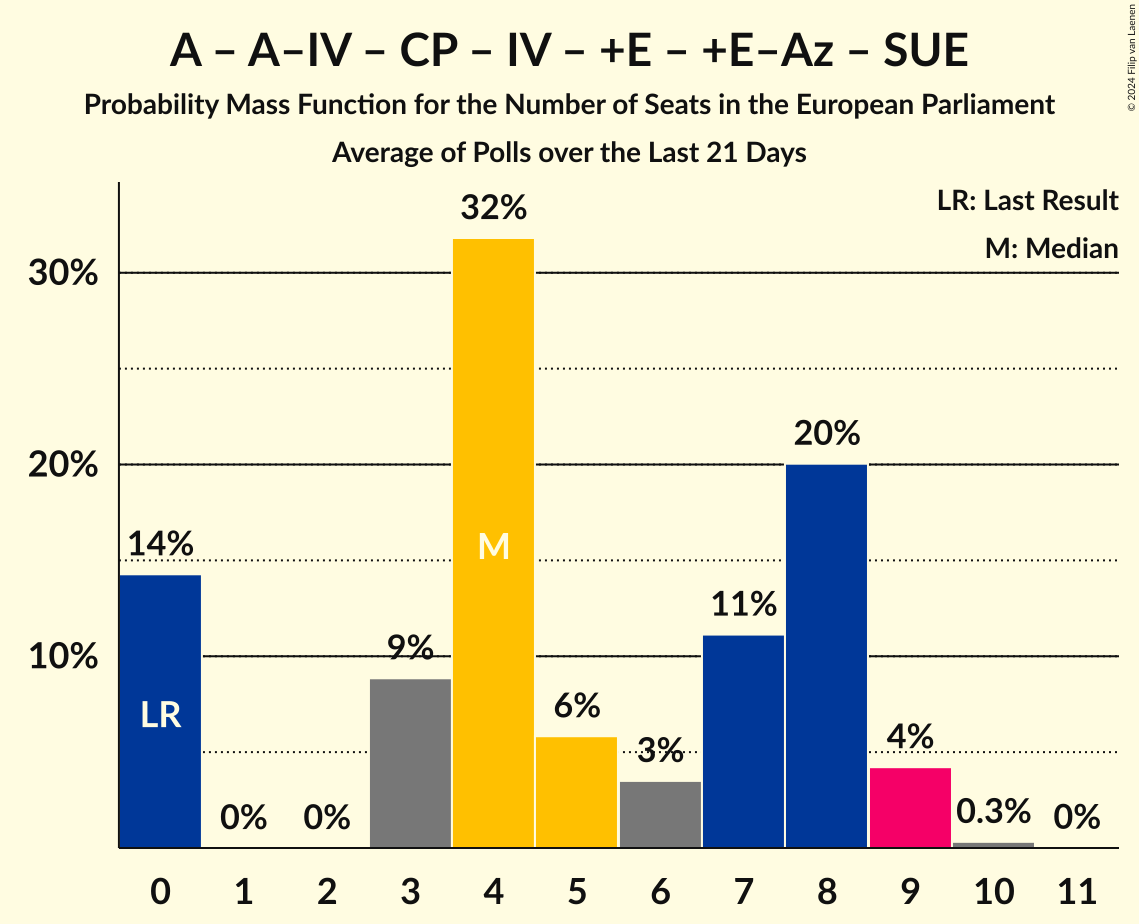 A – A–IV – CP – IV – +E – +E–Az – SUE
Probability Mass Function for the Number of Seats in the European Parliament
Average of Polls over the Last 21 Days
© 2024 Filip van Laenen
LR: Last Result
M: Median
30%
20%
10%
14%
0%
0%
9%
32%
6%
3%
11%
20%
4%
0.3%
0%
LR
M
0 1 2 3 4 5 6 7 8 9 10 11